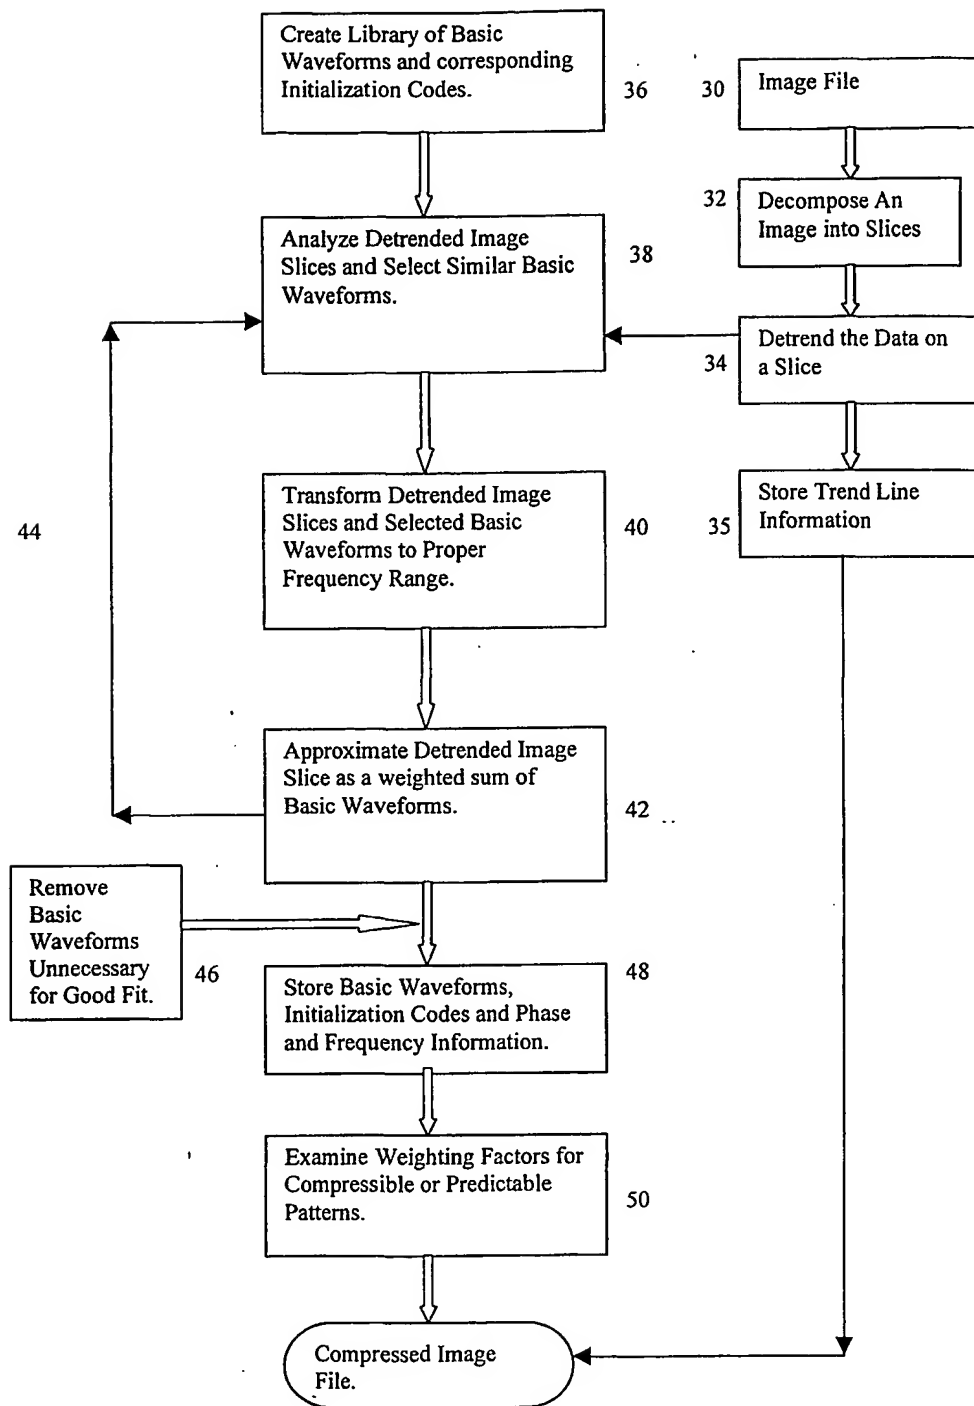 Create Library of Basic
Waveforms and corresponding
Initialization Codes.
36
30
Image File
32
Decompose An
Image into Slices
Analyze Detrended Image
Slices and Select Similar Basic
Waveforms.
38
34
Detrend the Data on
a Slice
44
Transform Detrended Image
Slices and Selected Basic
Waveforms to Proper
Frequency Range.
40
35
Store Trend Line
Information
Approximate Detrended Image
Slice as a weighted sum of
Basic Waveforms.
42
Remove
Basic
Waveforms
Unnecessary
for Good Fit.
46
Store Basic Waveforms,
Initialization Codes and Phase
and Frequency Information.
48
Examine Weighting Factors for
Compressible or Predictable
Patterns.
50
Compressed Image
File.